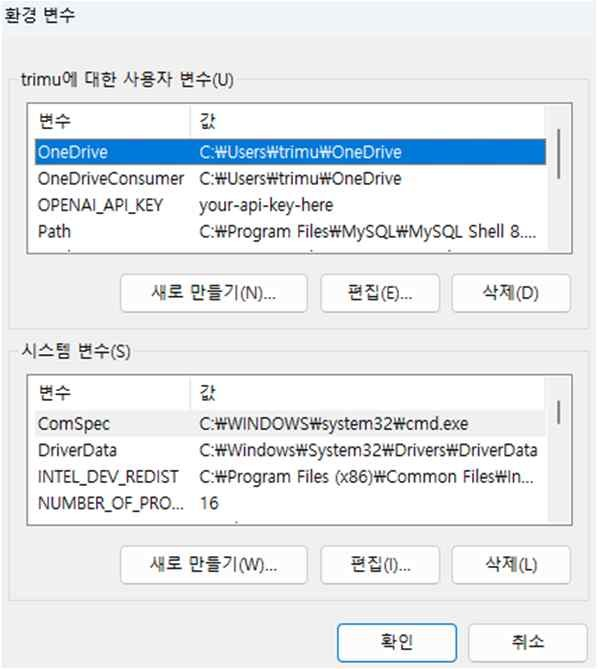 환경 변수
trimu에 대한 사용자 변수(U)
변수 값
OneDrive C:₩Users₩trimu₩OneDrive
OneDriveConsumer C:₩Users₩trimu₩OneDrive
OPENAI_API_KEY your-api-key-here
Path C:₩Program Files₩MySQL₩MySQL Shell 8....
새로 만들기(N)... 편집(E)... 삭제(D)
시스템 변수(S)
변수 값
ComSpec C:₩WINDOWS₩system32₩cmd.exe
DriverData C:₩Windows₩System32₩Drivers₩DriverData
INTEL_DEV_REDIST C:₩Program Files (x86)₩Common Files₩In...
NUMBER_OF_PRO... 16
새로 만들기(W)... 편집(I)... 삭제(L)
확인 취소